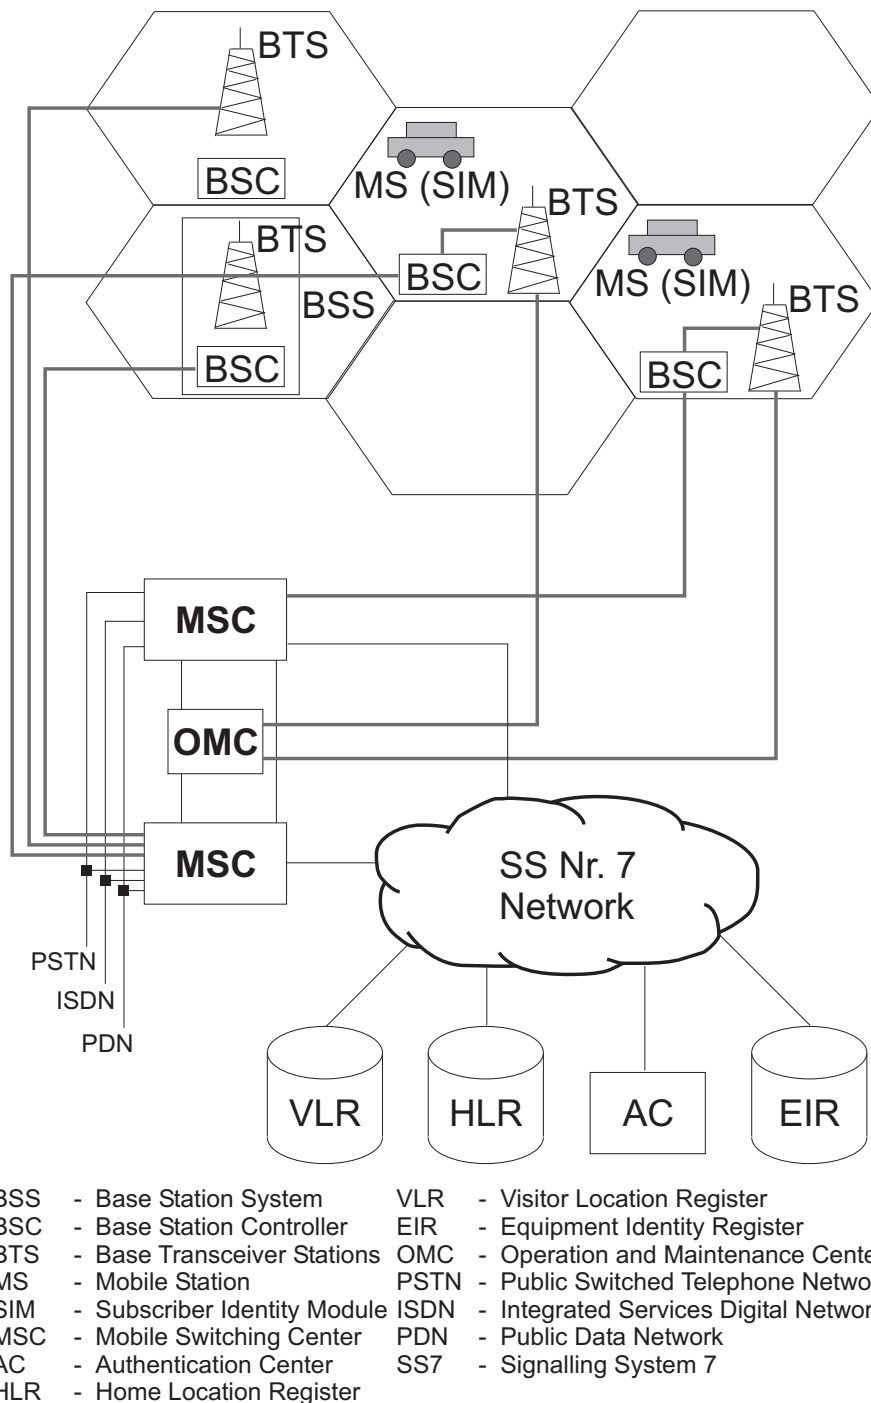 BTS
BSC
MS (SIM)
BTS
BTS
BSS
BSC
MS (SIM)
BSC
BTS
BSC
MSC
OMC
MSC
SS Nr. 7
Network
PSTN
ISDN
PDN
VLR
HLR
AC
EIR
BSS - Base Station System
BSC - Base Station Controller
BTS - Base Transceiver Stations
MS - Mobile Station
SIM - Subscriber Identity Module
MSC - Mobile Switching Center
AC - Authentication Center
HLR - Home Location Register
VLR - Visitor Location Register
EIR - Equipment Identity Register
OMC - Operation and Maintenance Cente
PSTN - Public Switched Telephone Netwo
ISDN - Integrated Services Digital Networ
PDN - Public Data Network
SS7 - Signalling System 7